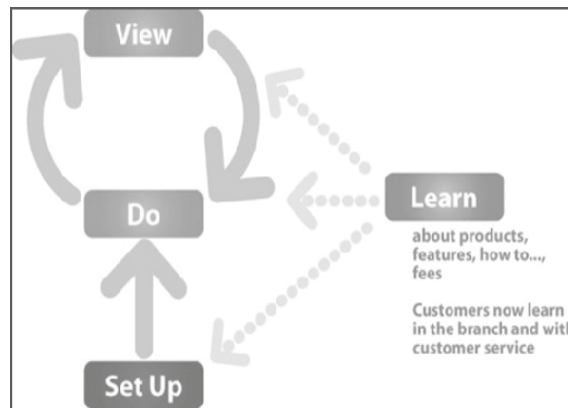 View
Do
Learn
about products,
features, how to...,
fees
Customers now learn
in the branch and with
customer service
Set Up